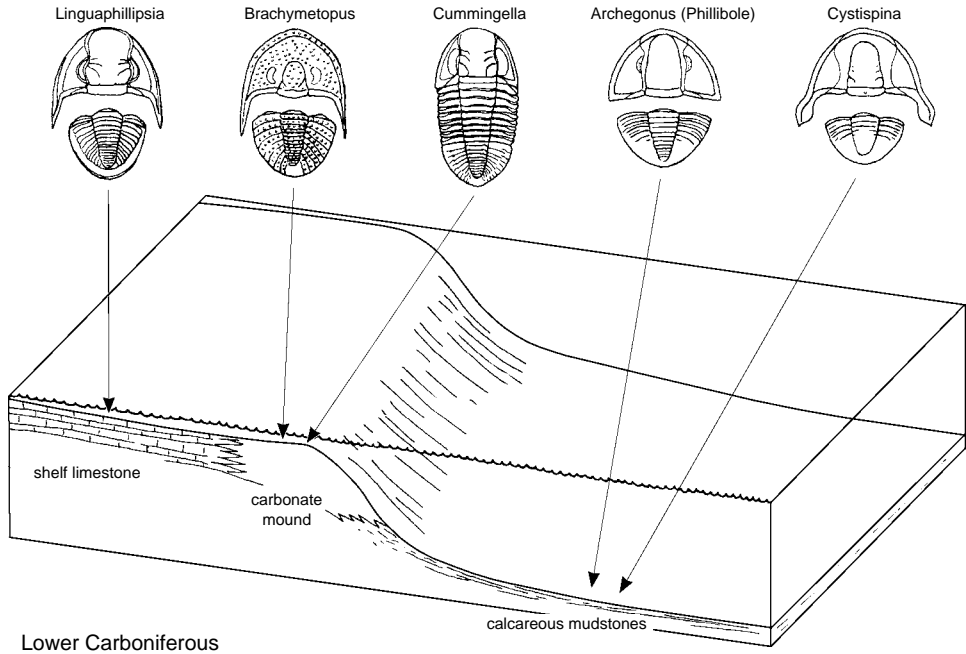 Linguaphillipsia
Brachymetopus
Cummingella
Archegonus (Phillibole)
Cystispina
shelf limestone
carbonate
mound
calcareous mudstones
Lower Carboniferous